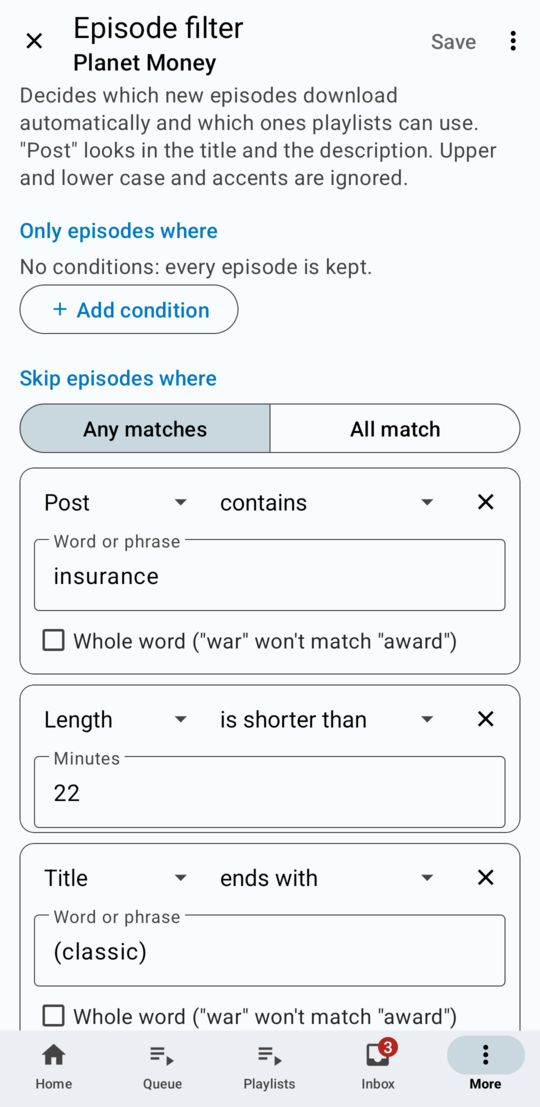 Episode filter
Save
Planet Money
Decides which new episodes download
automatically and which ones playlists can use.
"Post" looks in the title and the description. Upper
and lower case and accents are ignored.
Only episodes where
No conditions: every episode is kept.
+ Add condition
Skip episodes where
Any matches
All match
Post
contains
Word or phrase
insurance
Whole word ("war" won't match "award")
Length
is shorter than
Minutes
22
Title
ends with
Word or phrase
(classic)
Whole word ("war" won't match "award")
3
Home
Queue
Playlists
Inbox
More